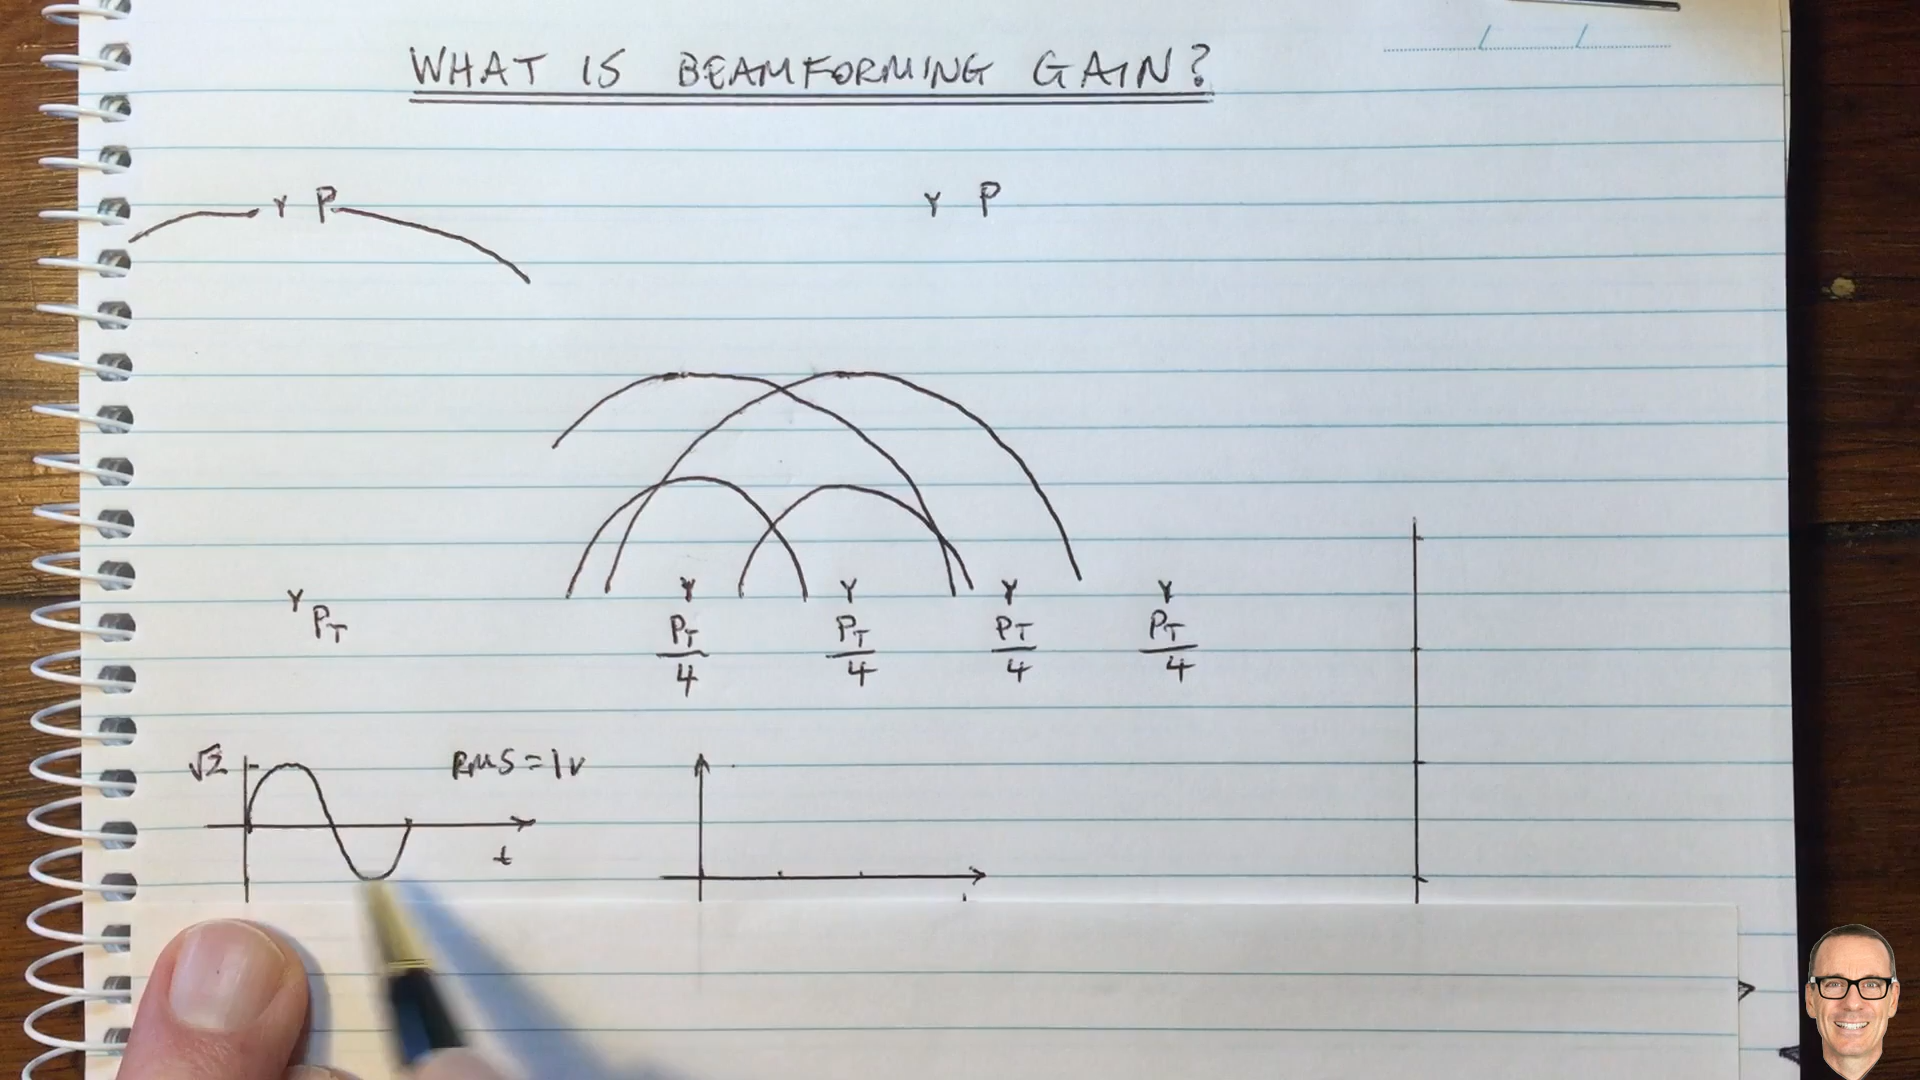 WHAT IS BEAMFORMING GAIN?
P P
P_T
P_T/4 P_T/4 P_T/4 P_T/4
√2 RMS = 1V
t